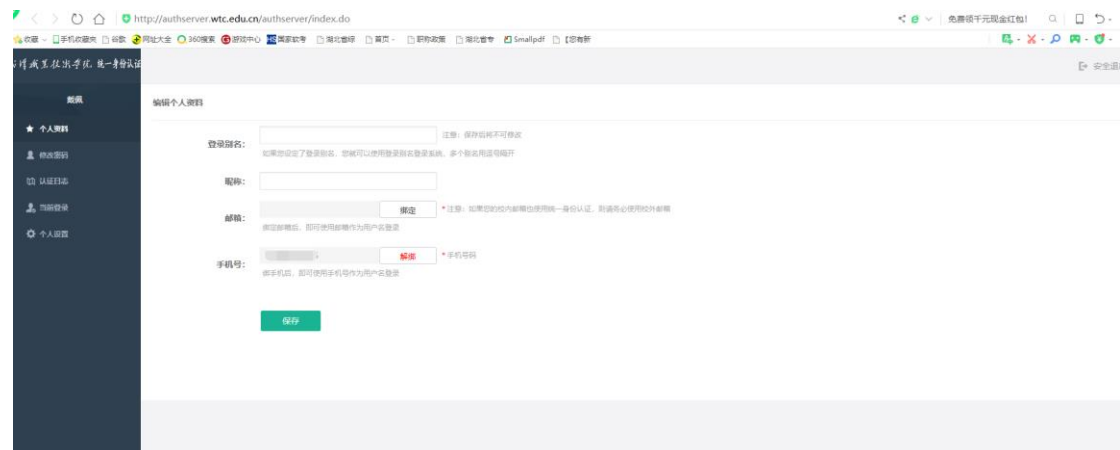 http://authserver.wtc.edu.cn/authserver/index.do
免费领千元现金红包!
收藏 手机收藏夹 谷歌 网址大全 360搜索 游戏中心 国家软考 湖北省标 首页 - 职称政策 湖北省专 Smallpdf 【您有新
统一身份认证
安全退
戴佩
编辑个人资料
个人资料
修改密码
认证日志
当前登录
个人设置
登录别名:
注意:保存后将不可修改
如果您设定了登录别名,您就可以使用登录别名登录系统,多个别名用逗号隔开
昵称:
邮箱:
绑定
*注意:如果您的校内邮箱也使用统一身份认证,则请务必使用校外邮箱
绑定邮箱后,即可使用邮箱作为用户名登录
手机号:
解绑
*手机号码
绑手机后,即可使用手机号作为用户名登录
保存